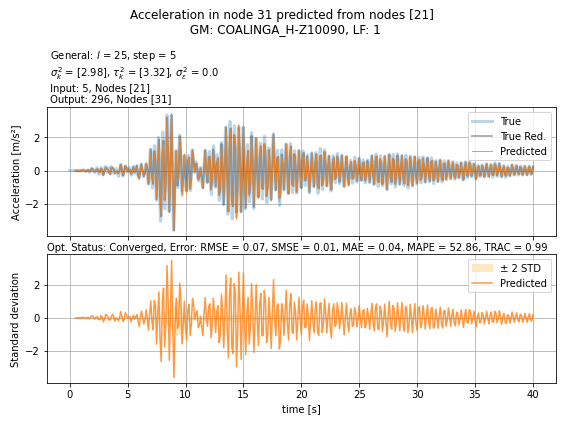 Acceleration in node 31 predicted from nodes [21]
GM: COALINGA_H-Z10090, LF: 1
General: l = 25, step = 5
σ²ₖ = [2.98], τ²ₖ = [3.32], σ²ε = 0.0
Input: 5, Nodes [21]
Output: 296, Nodes [31]
Acceleration [m/s²]
2
0
−2
True
True Red.
Predicted
Opt. Status: Converged, Error: RMSE = 0.07, SMSE = 0.01, MAE = 0.04, MAPE = 52.86, TRAC = 0.99
Standard deviation
2
0
−2
± 2 STD
Predicted
0 5 10 15 20 25 30 35 40
time [s]